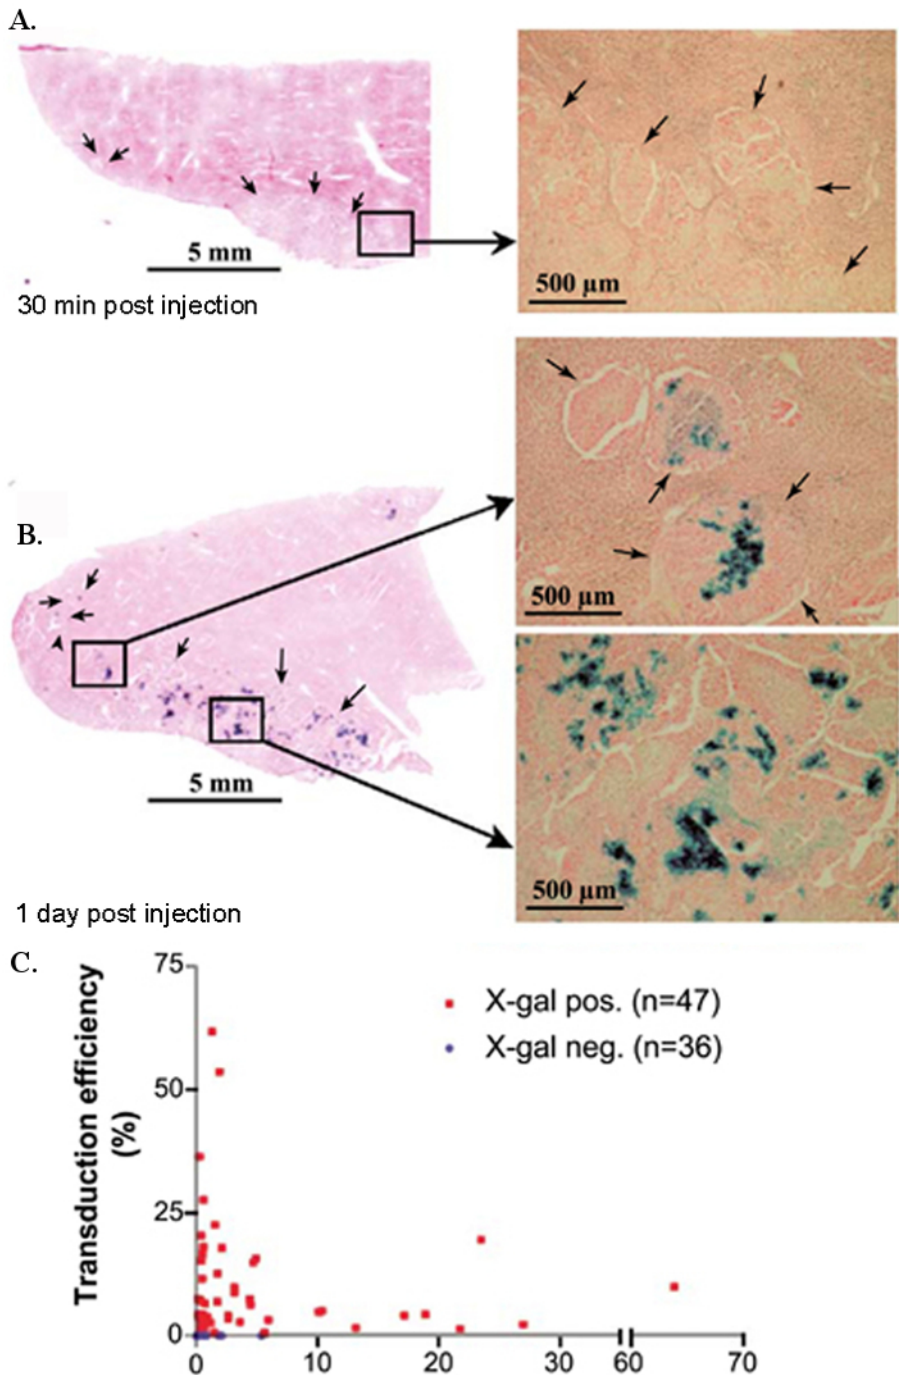 A.
5 mm
500 µm
30 min post injection
B.
500 µm
5 mm
500 µm
1 day post injection
C.
Transduction efficiency
(%)
75
50
25
0
X-gal pos. (n=47)
X-gal neg. (n=36)
0 10 20 30 60 70